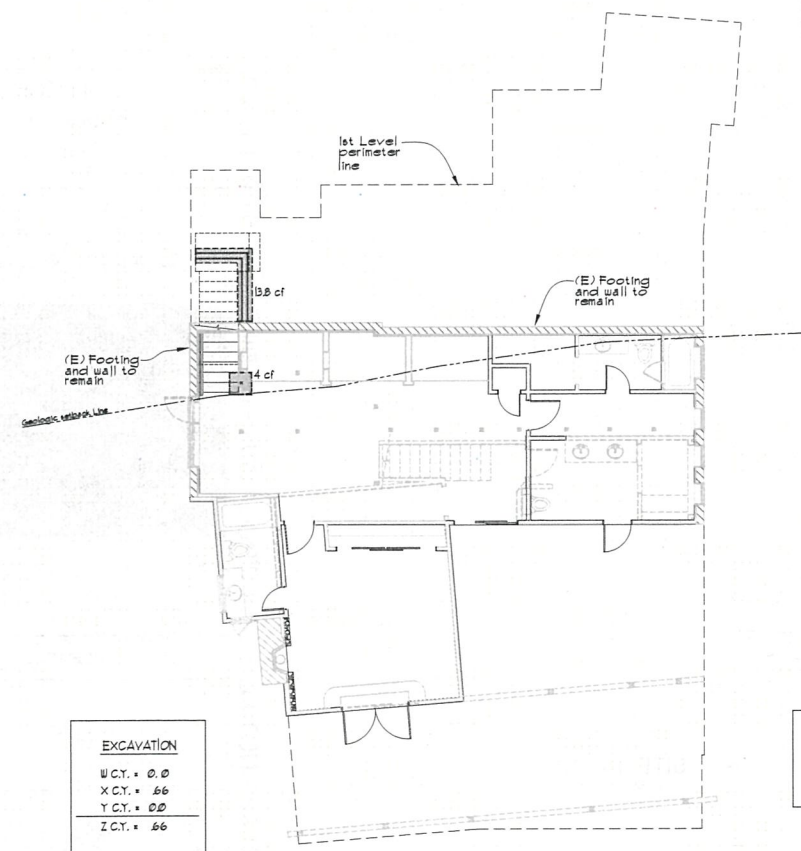 1st Level
perimeter
line
13.8 cf
(E) Footing
and wall to
remain
(E) Footing
and wall to
remain
4 cf
Geologic setback Line
EXCAVATION
W C.Y. = 0.0
X C.Y. = .66
Y C.Y. = 0.0
Z C.Y. = .66